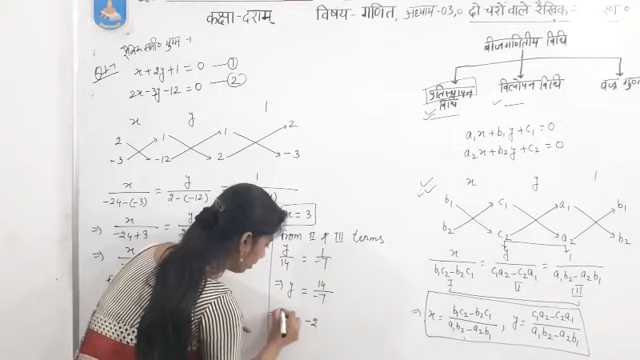 कक्षा-दशम् विषय- गणित, अध्याय-03, दो चरों वाले रैखिक
x + 2y + 1 = 0 — ①
2x - 3y - 12 = 0 — ②
x y 1
2 1 1 2
-3 -12 2 -3
x/-24-(-3) = y/2-(-12) = 1
⇒ x/-24+3 =
⇒
x = 3
From II & III terms.
y/14 = 1/-7
⇒ y = 14/-7
-2
बीजगणितीय विधि
प्रतिस्थापन विधि विलोपन विधि वज्र गुणन
a₁x + b₁y + c₁ = 0
a₂x + b₂y + c₂ = 0
x y 1
b₁ c₁ a₁ b₁
b₂ c₂ a₂ b₂
x/b₁c₂-b₂c₁ = y/c₁a₂-c₂a₁ = 1/a₁b₂-a₂b₁
I II III
⇒ x = b₁c₂-b₂c₁/a₁b₂-a₂b₁, y = c₁a₂-c₂a₁/a₁b₂-a₂b₁